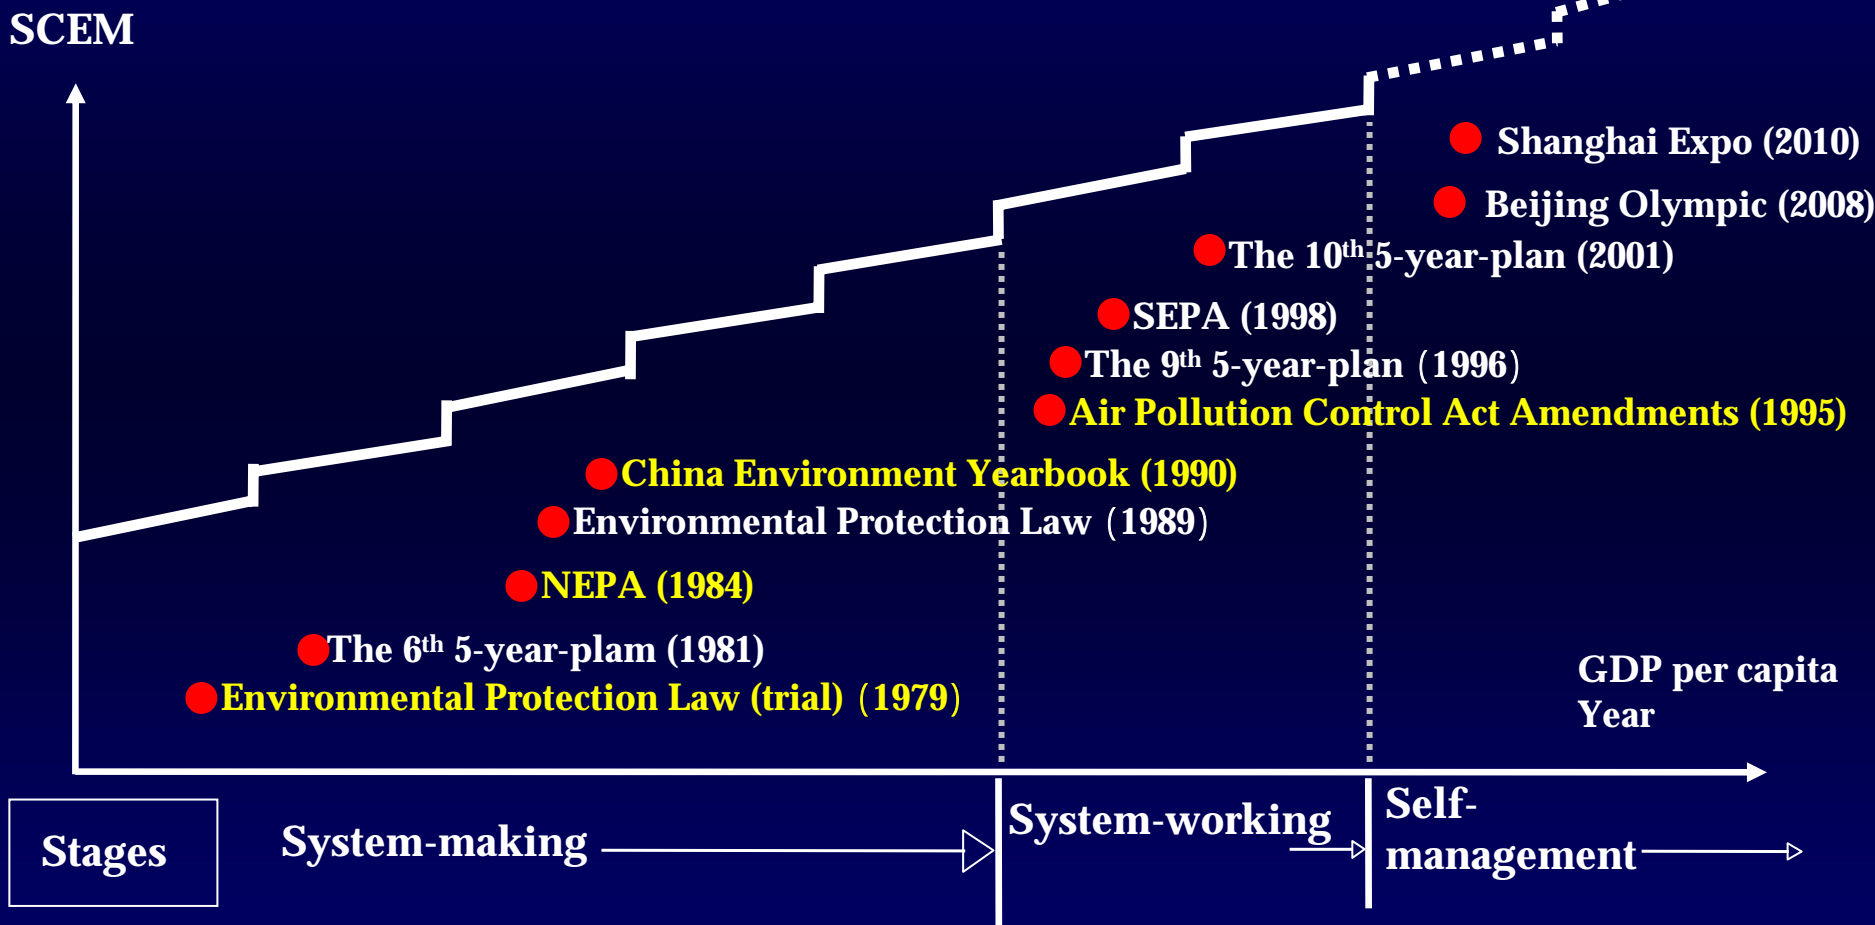 SCEM
Shanghai Expo (2010)
Beijing Olympic (2008)
The 10th 5-year-plan (2001)
SEPA (1998)
The 9th 5-year-plan (1996)
Air Pollution Control Act Amendments (1995)
China Environment Yearbook (1990)
Environmental Protection Law (1989)
NEPA (1984)
The 6th 5-year-plam (1981)
Environmental Protection Law (trial) (1979)
GDP per capita
Year
Stages
System-making
System-working
Self-
management